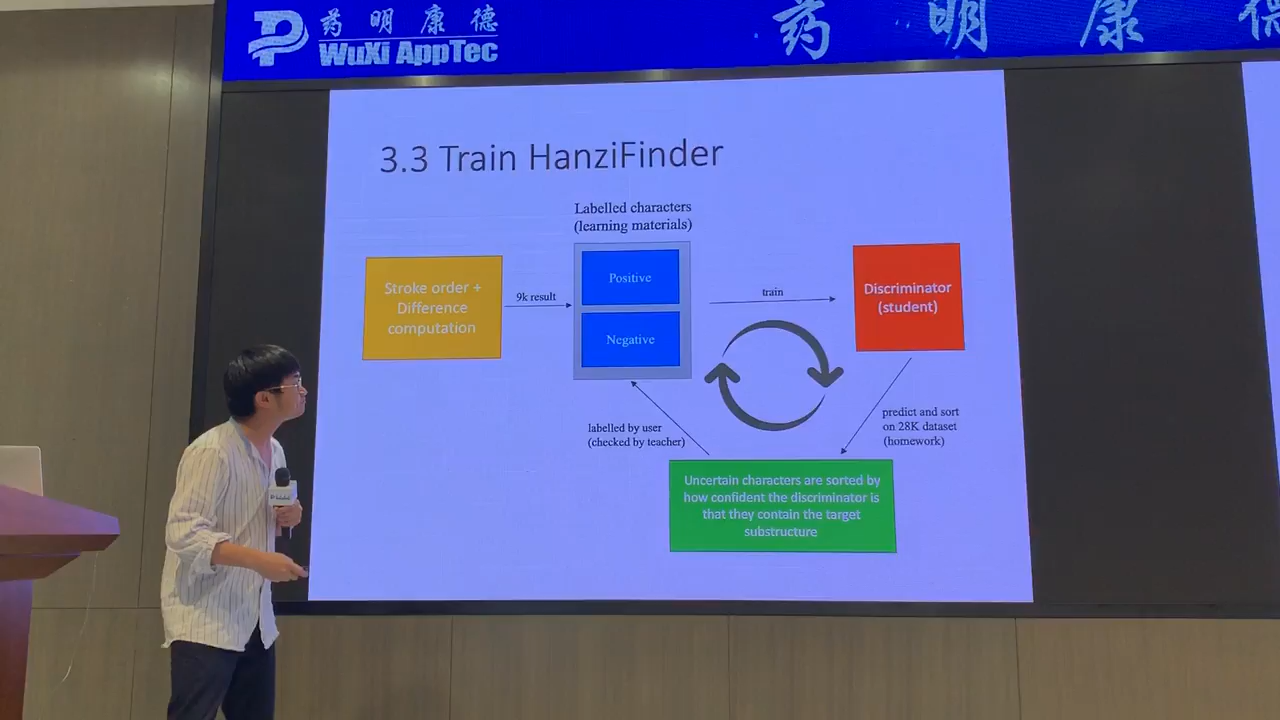 药明康德
WuXi AppTec
药 明 康 德
3.3 Train HanziFinder
Labelled characters
(learning materials)
Stroke order +
Difference
computation
9k result
Positive
Negative
train
Discriminator
(student)
labelled by user
(checked by teacher)
predict and sort
on 28K dataset
(homework)
Uncertain characters are sorted by
how confident the discriminator is
that they contain the target
substructure